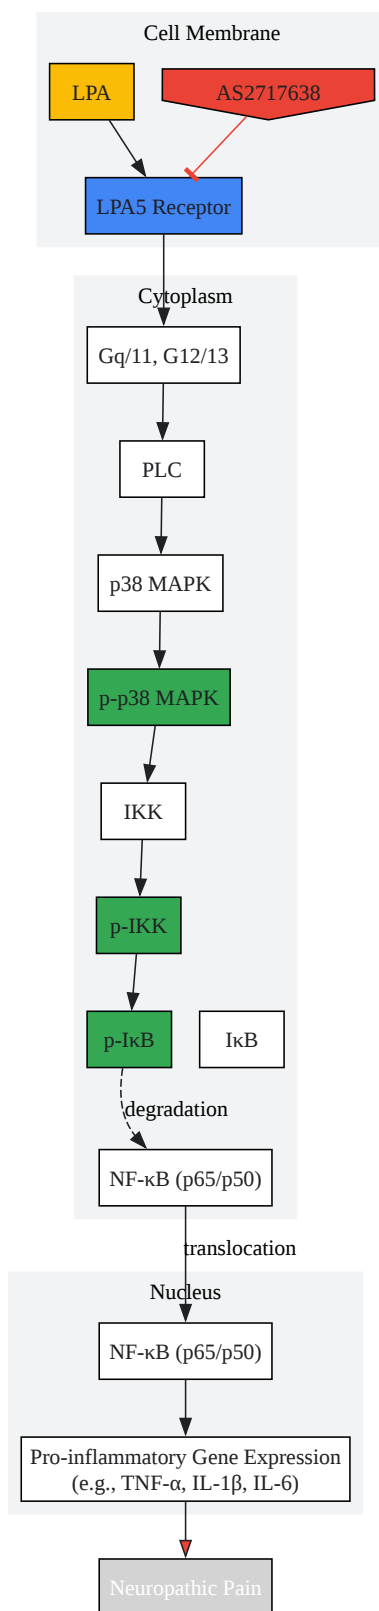 Cell Membrane
LPA
AS2717638
LPA5 Receptor
Cytoplasm
Gq/11, G12/13
PLC
p38 MAPK
p-p38 MAPK
IKK
p-IKK
p-IκB
IκB
degradation
NF-κB (p65/p50)
translocation
Nucleus
NF-κB (p65/p50)
Pro-inflammatory Gene Expression
(e.g., TNF-α, IL-1β, IL-6)
Neuropathic Pain